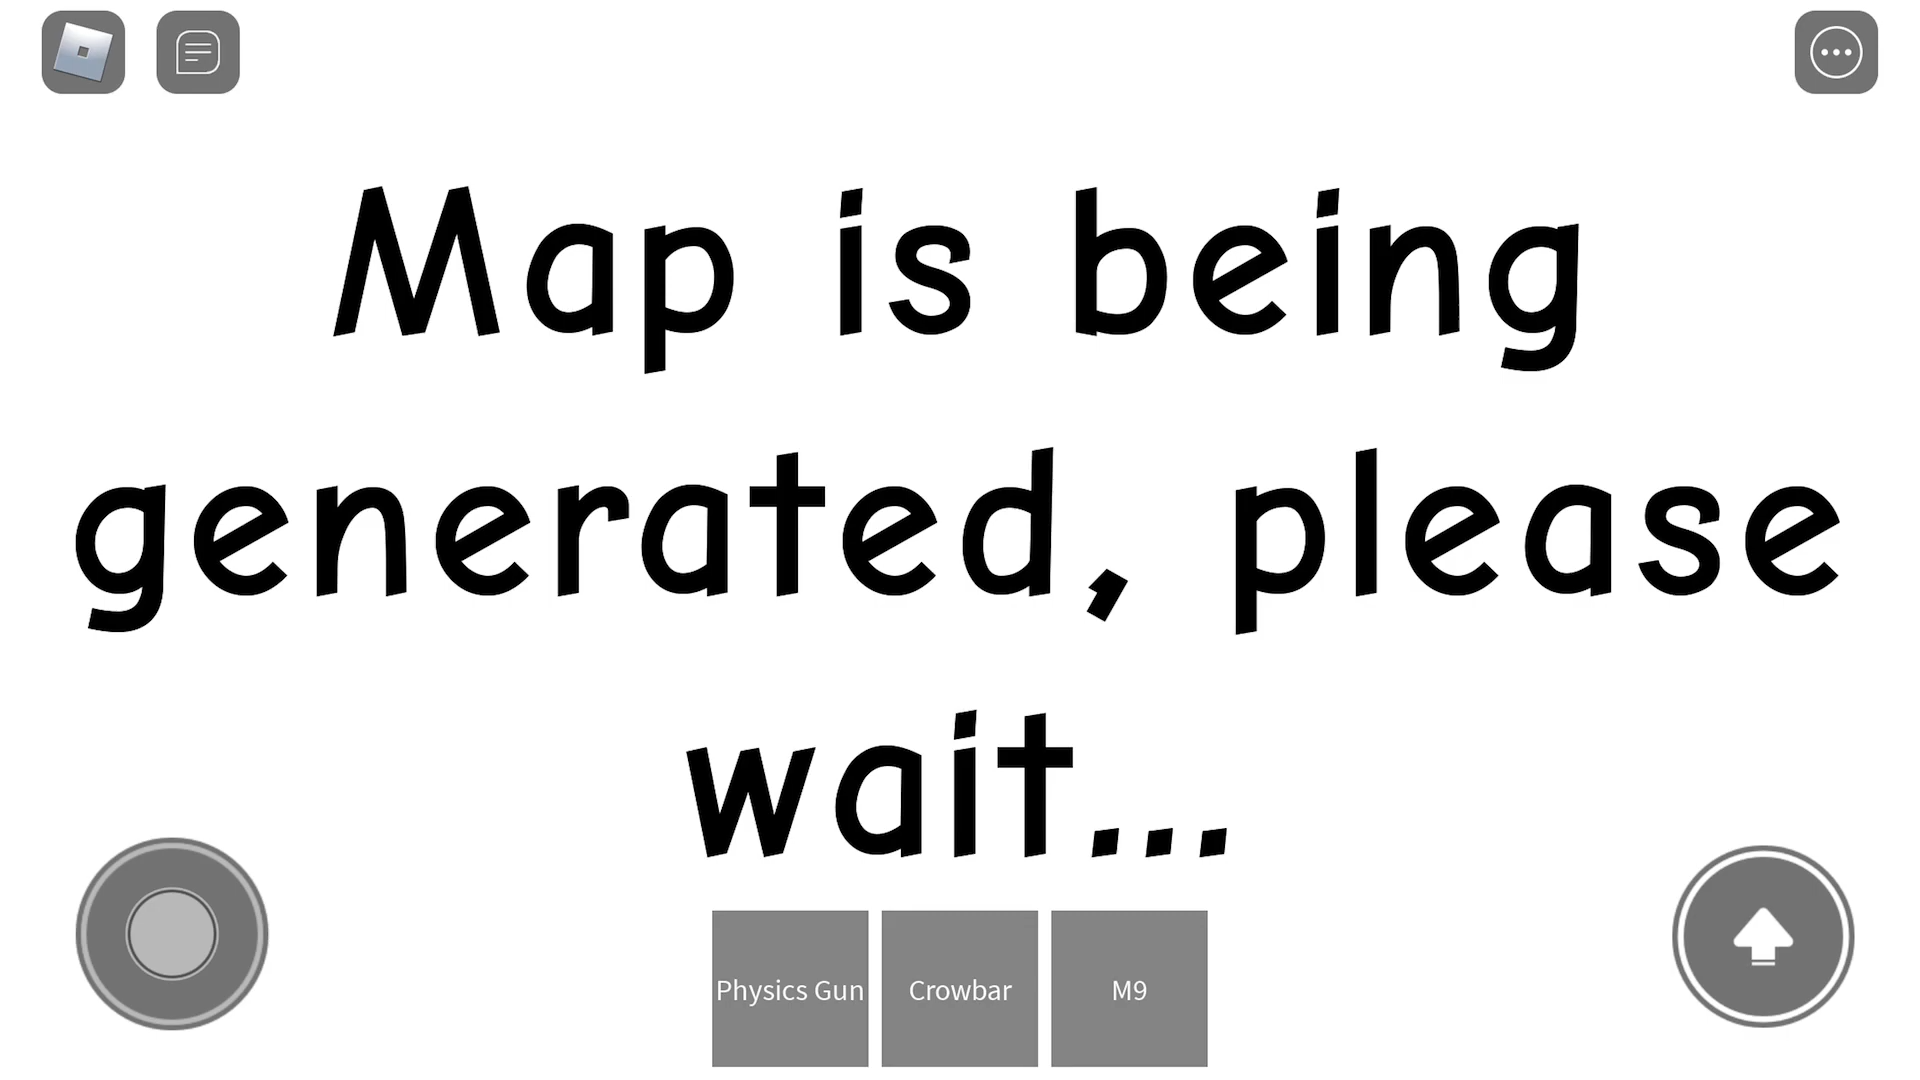 Map is being
generated, please
wait...
Physics Gun
Crowbar
M9